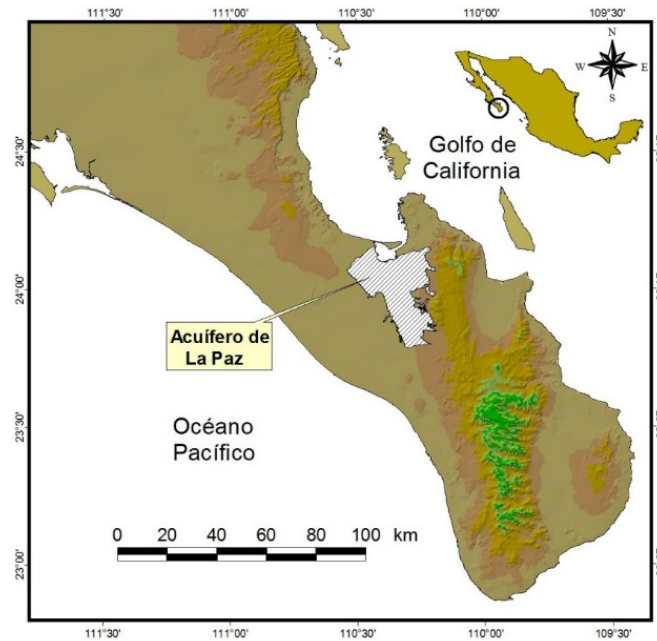 111°30' 111°00' 110°30' 110°00' 109°30'
N
W E
S
Golfo de
California
24°30'
24°00'
Acuífero de
La Paz
Océano
Pacífico
23°30'
0 20 40 60 80 100 km
23°00'
111°30' 111°00' 110°30' 110°00' 109°30'